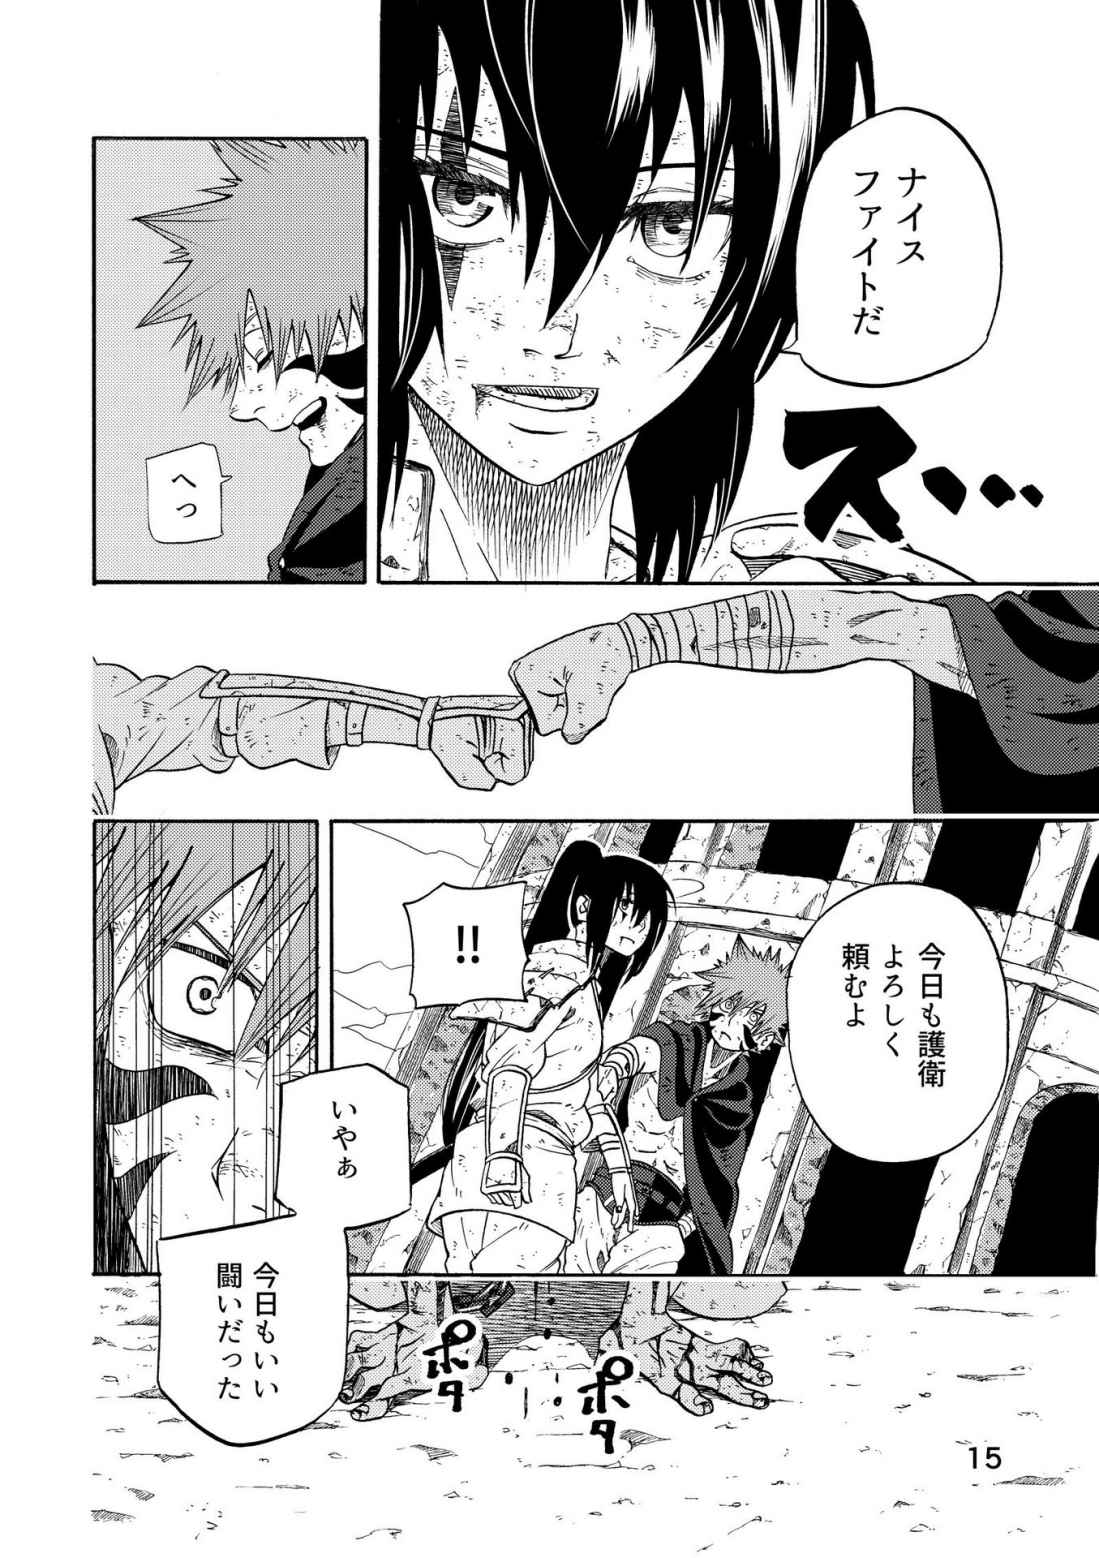 ナイス
ファイトだ
ス…
へっ
今日も護衛
よろしく
頼むよ
!!
いやぁ
今日もいい
闘いだった
ポタ
ポタ
15